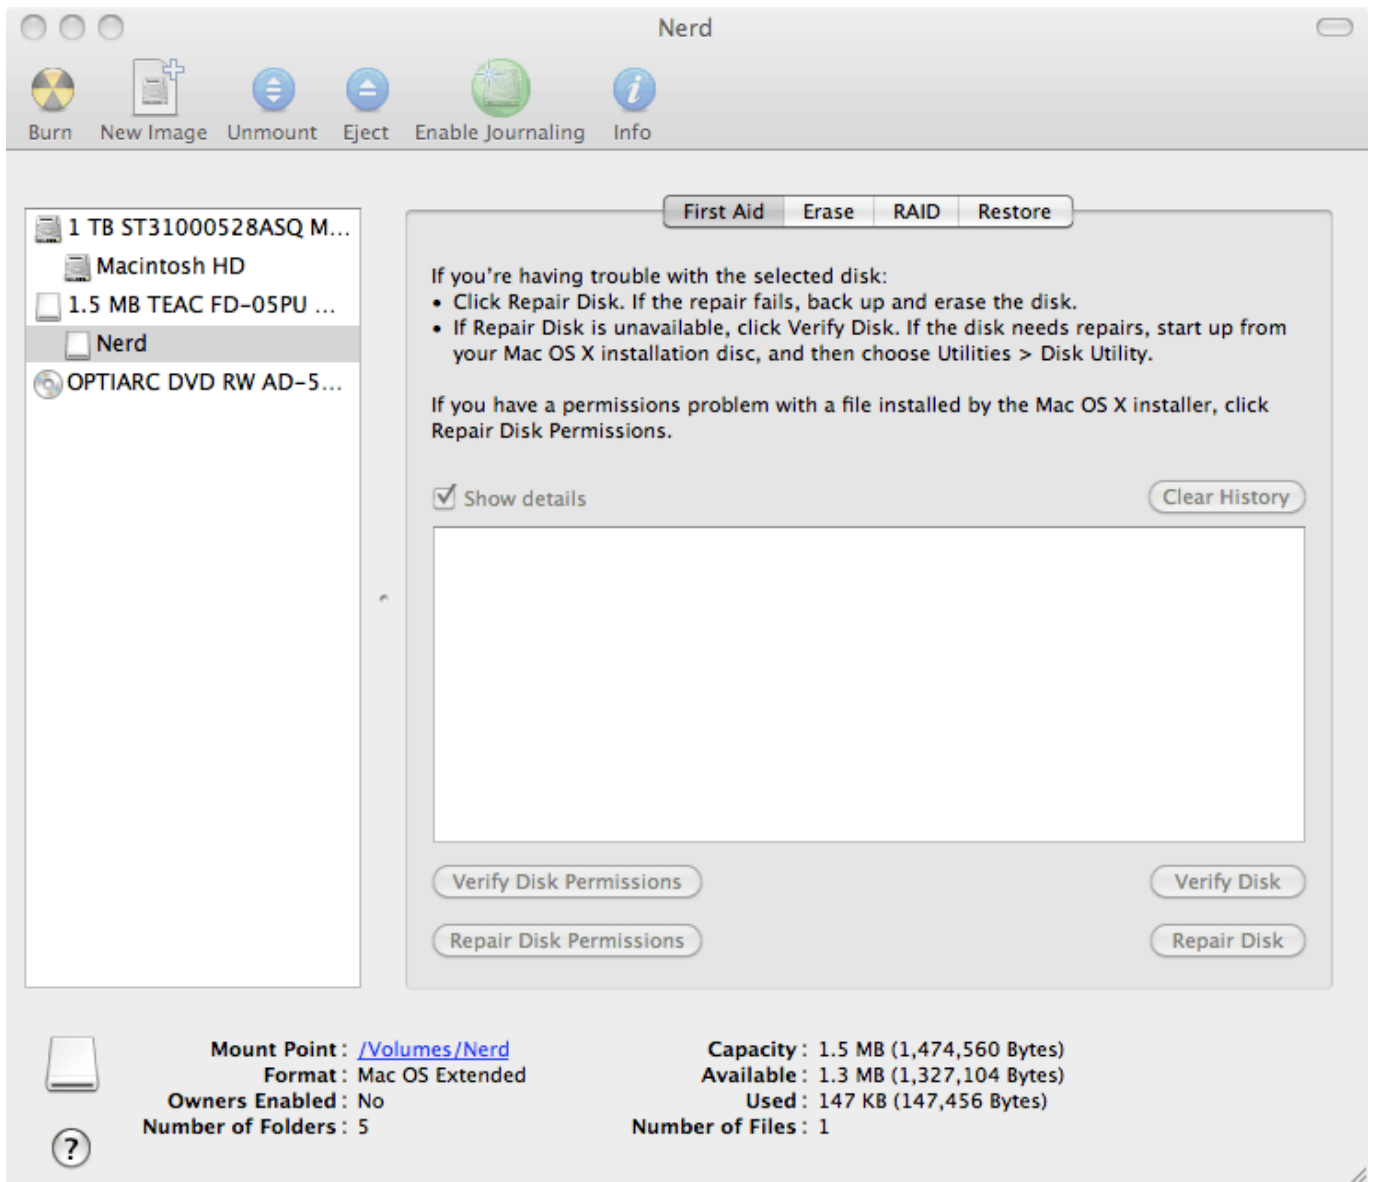 Nerd
Burn New Image Unmount Eject Enable Journaling Info
1 TB ST31000528ASQ M...
Macintosh HD
1.5 MB TEAC FD-05PU ...
Nerd
OPTIARC DVD RW AD-5...
First Aid Erase RAID Restore
If you're having trouble with the selected disk:
• Click Repair Disk. If the repair fails, back up and erase the disk.
• If Repair Disk is unavailable, click Verify Disk. If the disk needs repairs, start up from
your Mac OS X installation disc, and then choose Utilities > Disk Utility.
If you have a permissions problem with a file installed by the Mac OS X installer, click
Repair Disk Permissions.
Show details
Clear History
Verify Disk Permissions
Verify Disk
Repair Disk Permissions
Repair Disk
Mount Point : /Volumes/Nerd
Format : Mac OS Extended
Owners Enabled : No
Number of Folders : 5
Capacity : 1.5 MB (1,474,560 Bytes)
Available : 1.3 MB (1,327,104 Bytes)
Used : 147 KB (147,456 Bytes)
Number of Files : 1
?